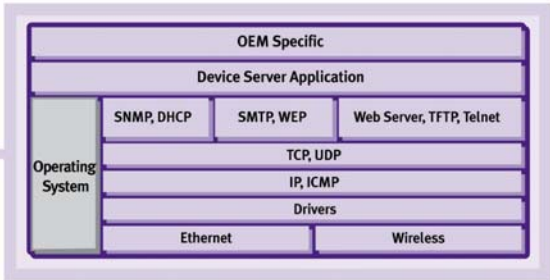 OEM Specific
Device Server Application
SNMP, DHCP
SMTP, WEP
Web Server, TFTP, Telnet
Operating
System
TCP, UDP
IP, ICMP
Drivers
Ethernet
Wireless